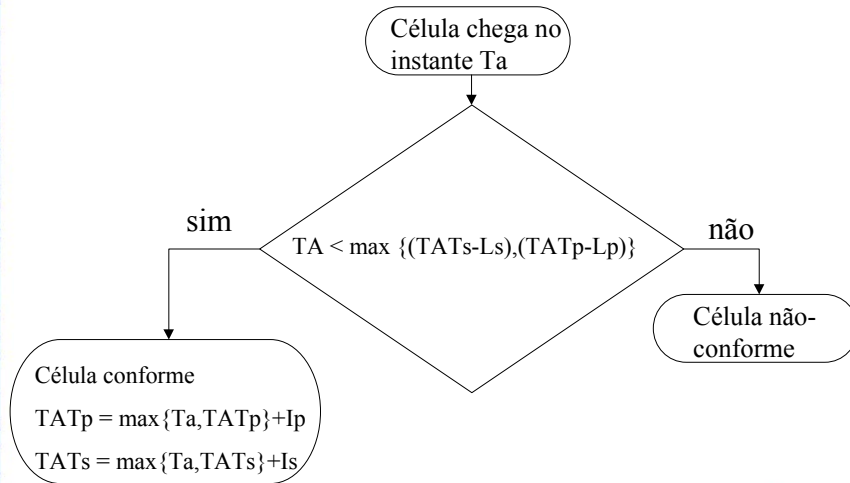 Célula chega no
instante Ta
sim
TA < max {(TATs-Ls),(TATp-Lp)}
não
Célula não-
conforme
Célula conforme
TATp = max{Ta,TATp}+Ip
TATs = max{Ta,TATs}+Is